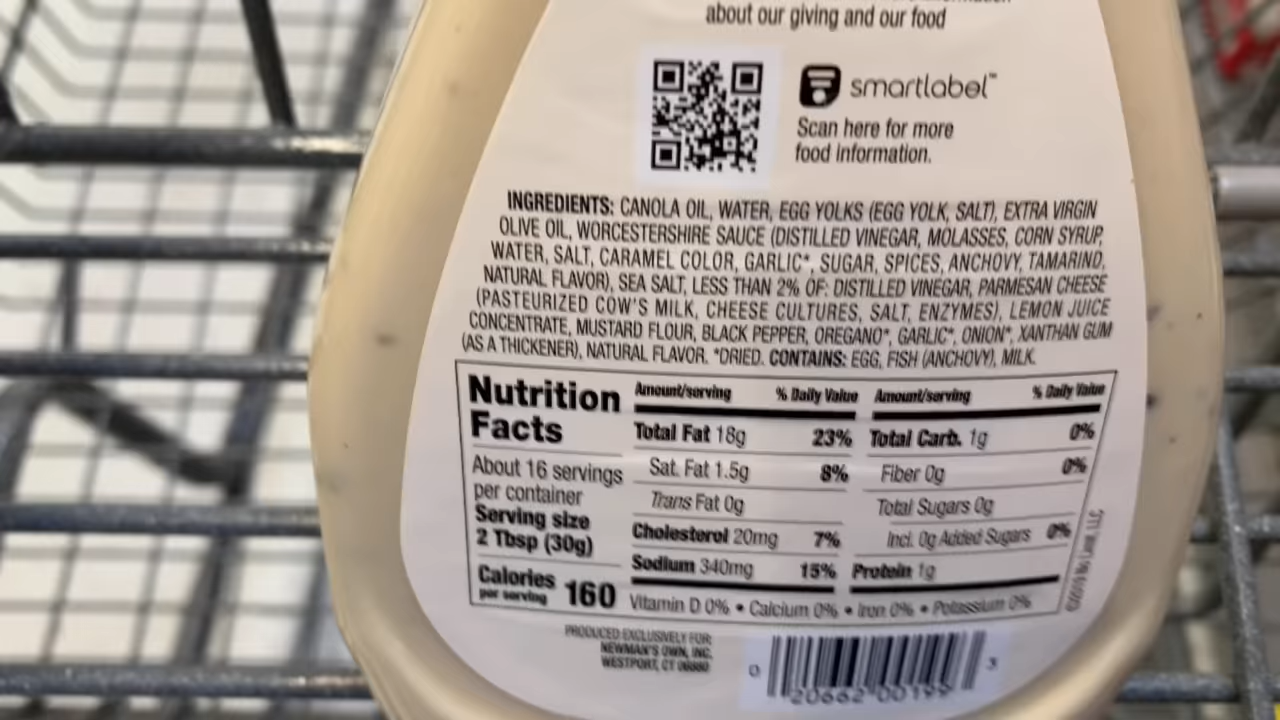 about our giving and our food
smartlabel™
Scan here for more
food information.
INGREDIENTS: CANOLA OIL, WATER, EGG YOLKS (EGG YOLK, SALT), EXTRA VIRGIN
OLIVE OIL, WORCESTERSHIRE SAUCE (DISTILLED VINEGAR, MOLASSES, CORN SYRUP,
WATER, SALT, CARAMEL COLOR, GARLIC*, SUGAR, SPICES, ANCHOVY, TAMARIND,
NATURAL FLAVOR), SEA SALT, LESS THAN 2% OF: DISTILLED VINEGAR, PARMESAN CHEESE
(PASTEURIZED COW'S MILK, CHEESE CULTURES, SALT, ENZYMES), LEMON JUICE
CONCENTRATE, MUSTARD FLOUR, BLACK PEPPER, OREGANO*, GARLIC*, ONION*, XANTHAN GUM
(AS A THICKENER), NATURAL FLAVOR. *DRIED. CONTAINS: EGG, FISH (ANCHOVY), MILK.
Nutrition
Facts
About 16 servings
per container
Serving size
2 Tbsp (30g)
Calories
per serving 160
Amount/serving % Daily Value
Total Fat 18g 23%
Sat. Fat 1.5g 8%
Trans Fat 0g
Cholesterol 20mg 7%
Sodium 340mg 15%
Amount/serving % Daily Value
Total Carb. 1g 0%
Fiber 0g 0%
Total Sugars 0g
Incl. 0g Added Sugars 0%
Protein 1g
Vitamin D 0% • Calcium 0% • Iron 0% • Potassium 0%
PRODUCED EXCLUSIVELY FOR:
NEWMAN'S OWN, INC.
WESTPORT, CT 06880
0 20662 00199 3